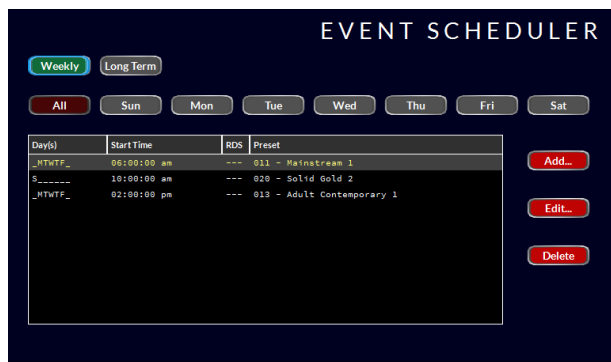 EVENT SCHEDULER
Weekly Long Term
All Sun Mon Tue Wed Thu Fri Sat
Day(s) Start Time RDS Preset
_MTWTF_ 06:00:00 am --- 011 - Mainstream 1
S______ 10:00:00 am --- 020 - Solid Gold 2
_MTWTF_ 02:00:00 pm --- 013 - Adult Contemporary 1
Add...
Edit...
Delete